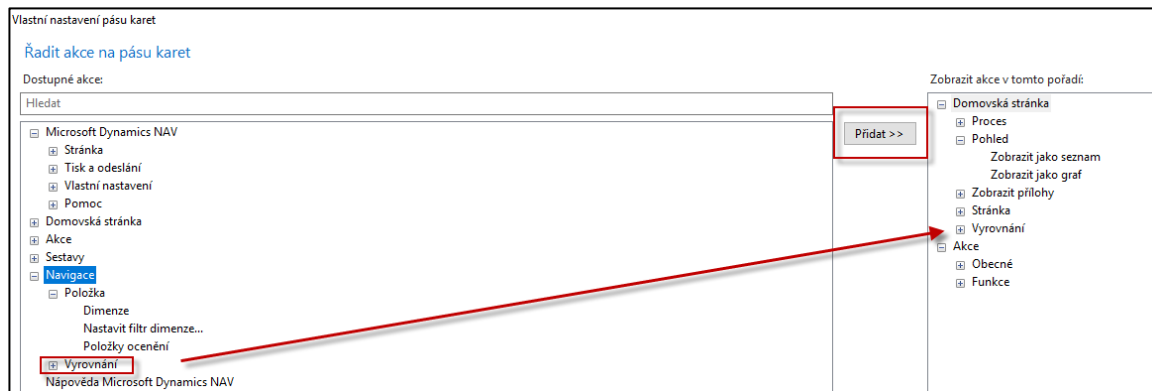 Vlastní nastavení pásu karet
Řadit akce na pásu karet
Dostupné akce:
Hledat
Microsoft Dynamics NAV
Stránka
Tisk a odeslání
Vlastní nastavení
Pomoc
Domovská stránka
Akce
Sestavy
Navigace
Položka
Dimenze
Nastavit filtr dimenze...
Položky ocenění
Vyrovnání
Nápověda Microsoft Dynamics NAV
Přidat >>
Zobrazit akce v tomto pořadí:
Domovská stránka
Proces
Pohled
Zobrazit jako seznam
Zobrazit jako graf
Zobrazit přílohy
Stránka
Vyrovnání
Akce
Obecné
Funkce